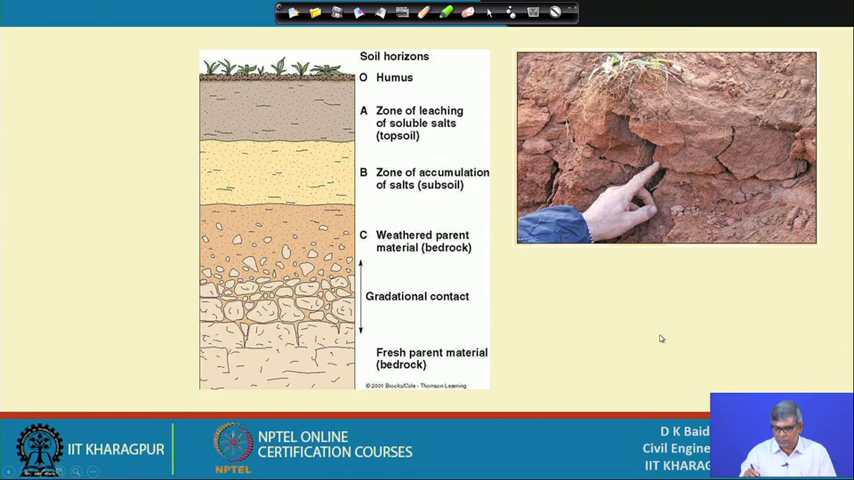 Soil horizons
O Humus
A Zone of leaching
of soluble salts
(topsoil)
B Zone of accumulation
of salts (subsoil)
C Weathered parent
material (bedrock)
Gradational contact
Fresh parent material
(bedrock)
© 2001 Brooks/Cole - Thomson Learning
IIT KHARAGPUR
NPTEL
NPTEL ONLINE
CERTIFICATION COURSES
D K Baid
Civil Engine
IIT KHARAG